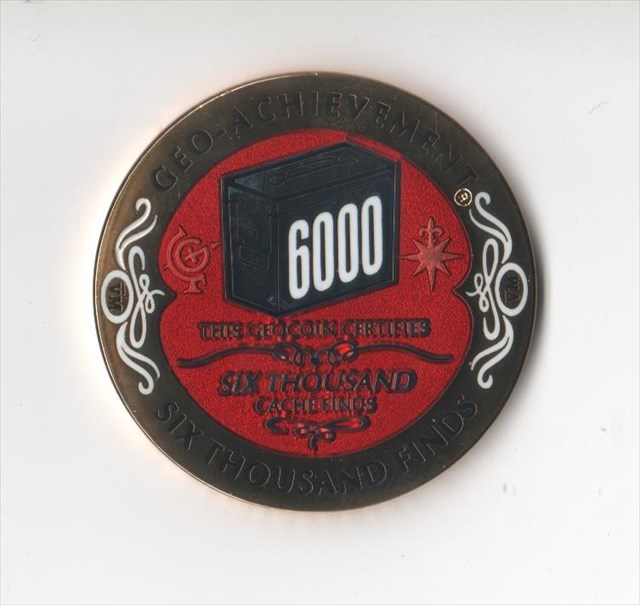 GEO-ACHIEVEMENT®
6000
THIS GEOCOIN CERTIFIES
SIX THOUSAND
CACHE FINDS
SIX THOUSAND FINDS